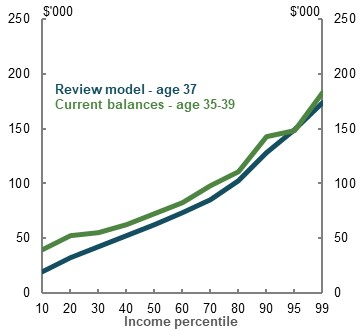 $'000 $'000
250 250
Review model - age 37
Current balances - age 35-39
200 200
150 150
100 100
50 50
0 0
10 20 30 40 50 60 70 80 90 95 99
Income percentile